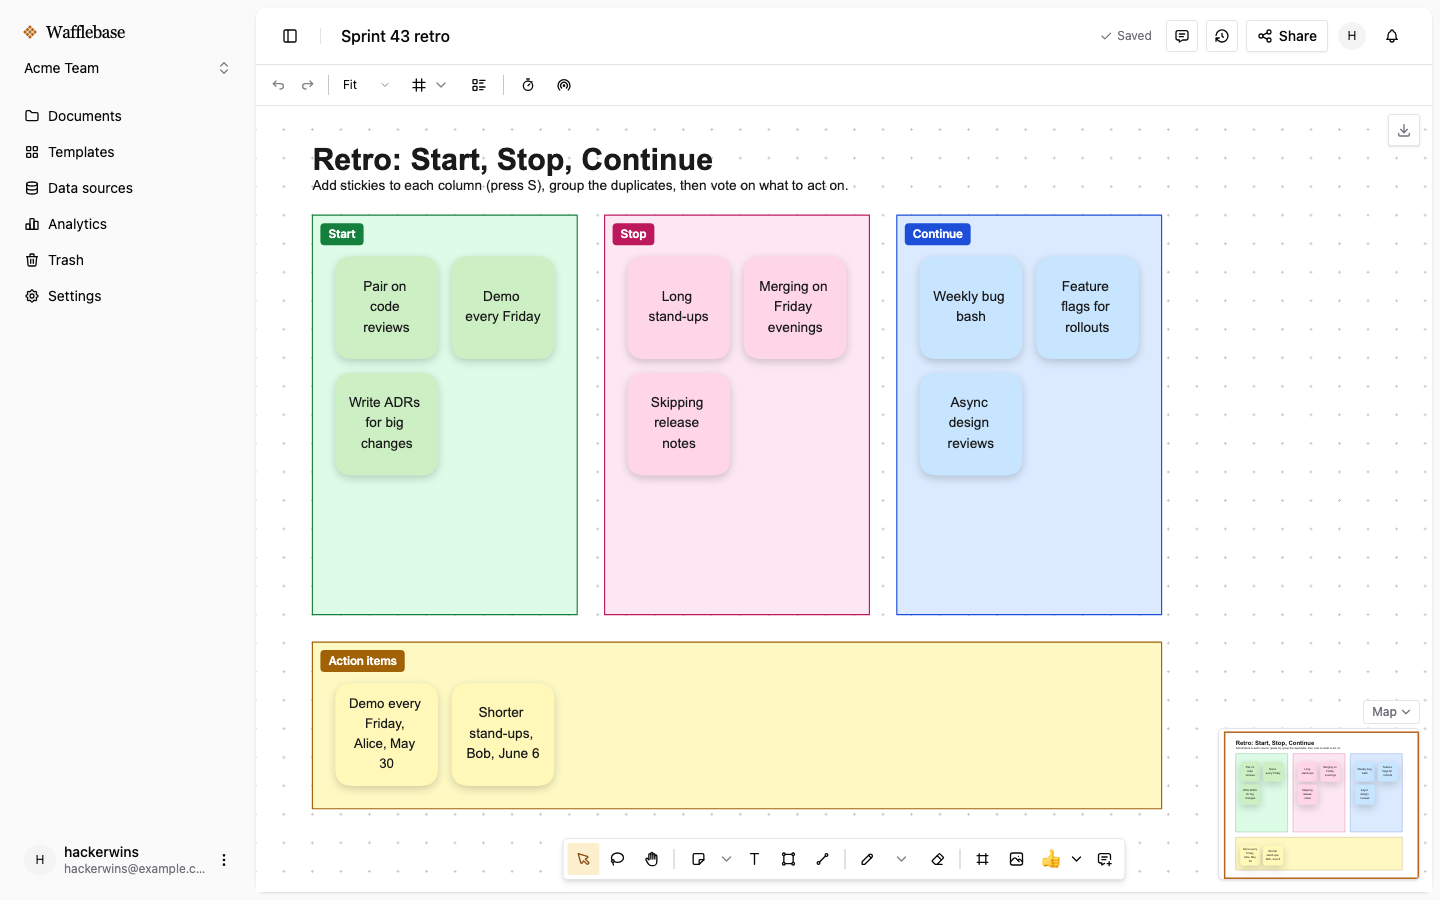 Wafflebase
Acme Team
Documents
Templates
Data sources
Analytics
Trash
Settings
H
hackerwins
hackerwins@example.c...
Sprint 43 retro
Saved
Share
H
Fit
Retro: Start, Stop, Continue
Add stickies to each column (press S), group the duplicates, then vote on what to act on.
Start
Pair on
code
reviews
Demo
every Friday
Write ADRs
for big
changes
Stop
Long
stand-ups
Merging on
Friday
evenings
Skipping
release
notes
Continue
Weekly bug
bash
Feature
flags for
rollouts
Async
design
reviews
Action items
Demo every
Friday,
Alice, May
30
Shorter
stand-ups,
Bob, June 6
T
Map
Retro: Start, Stop, Continue